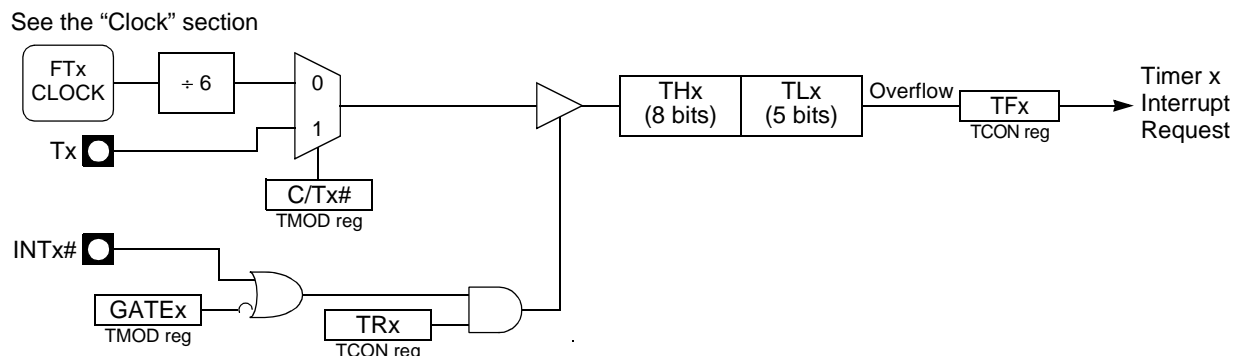 See the “Clock” section
FTx
CLOCK
÷ 6
0
1
Tx
C/Tx#
TMOD reg
THx
(8 bits)
TLx
(5 bits)
Overflow
TFx
TCON reg
Timer x
Interrupt
Request
INTx#
GATEx
TMOD reg
TRx
TCON reg